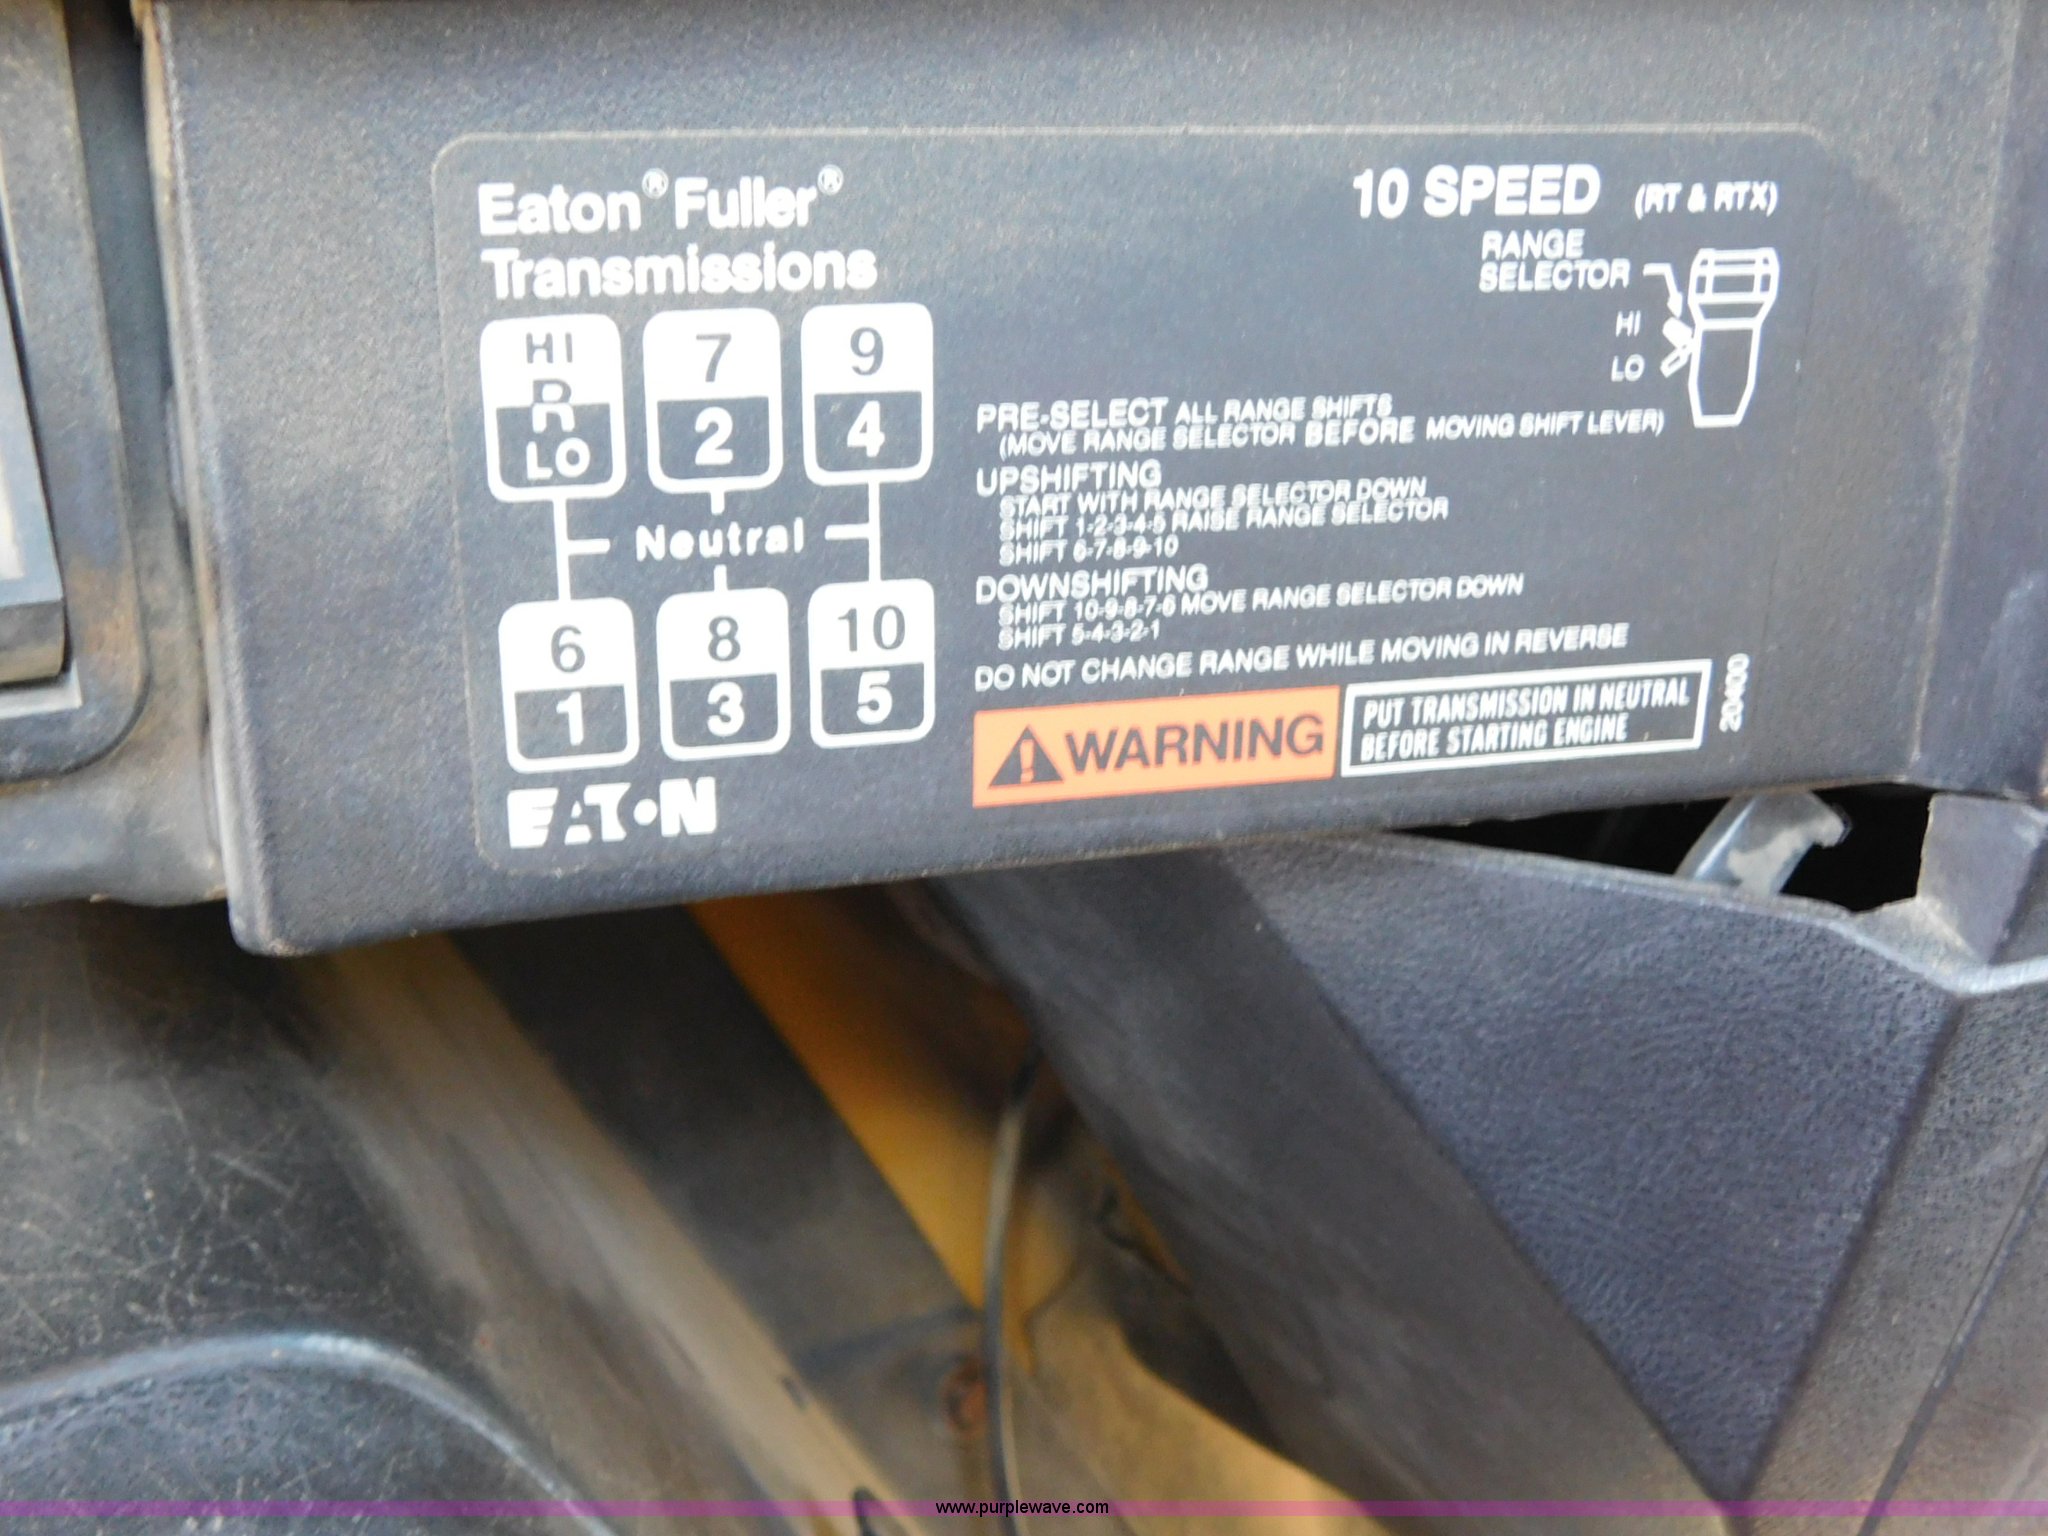 Eaton® Fuller®
Transmissions
HI
R
LO
7
2
9
4
Neutral
6
1
8
3
10
5
EATON
10 SPEED (RT & RTX)
RANGE
SELECTOR
HI
LO
PRE-SELECT ALL RANGE SHIFTS
(MOVE RANGE SELECTOR BEFORE MOVING SHIFT LEVER)
UPSHIFTING
START WITH RANGE SELECTOR DOWN
SHIFT 1-2-3-4-5 RAISE RANGE SELECTOR
SHIFT 6-7-8-9-10
DOWNSHIFTING
SHIFT 10-9-8-7-6 MOVE RANGE SELECTOR DOWN
SHIFT 5-4-3-2-1
DO NOT CHANGE RANGE WHILE MOVING IN REVERSE
WARNING
PUT TRANSMISSION IN NEUTRAL
BEFORE STARTING ENGINE
20400
www.purplewave.com